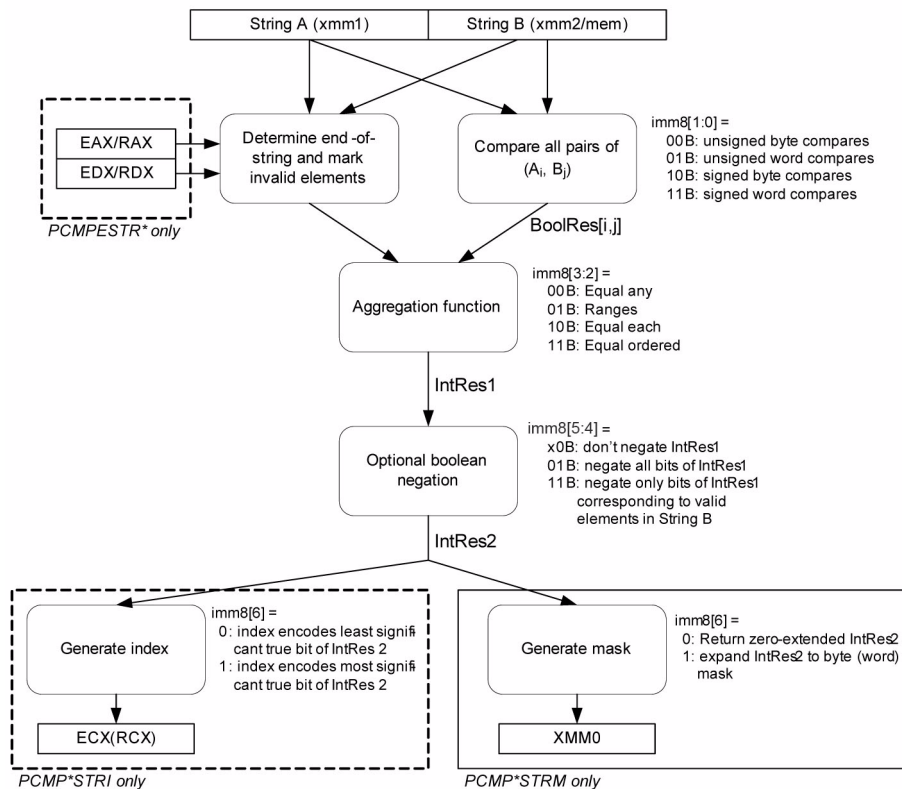 String A (xmm1)
String B (xmm2/mem)
EAX/RAX
EDX/RDX
PCMPESTR* only
Determine end -of-
string and mark
invalid elements
Compare all pairs of
(Ai, Bj)
imm8[1:0] =
00B: unsigned byte compares
01B: unsigned word compares
10B: signed byte compares
11B: signed word compares
BoolRes[i,j]
Aggregation function
imm8[3:2] =
00B: Equal any
01B: Ranges
10B: Equal each
11B: Equal ordered
IntRes1
Optional boolean
negation
imm8[5:4] =
x0B: don't negate IntRes1
01B: negate all bits of IntRes1
11B: negate only bits of IntRes1
corresponding to valid
elements in String B
IntRes2
Generate index
imm8[6] =
0: index encodes least signifi
cant true bit of IntRes 2
1: index encodes most signifi
cant true bit of IntRes 2
ECX(RCX)
PCMP*STRI only
Generate mask
imm8[6] =
0: Return zero-extended IntRes2
1: expand IntRes2 to byte (word)
mask
XMM0
PCMP*STRM only